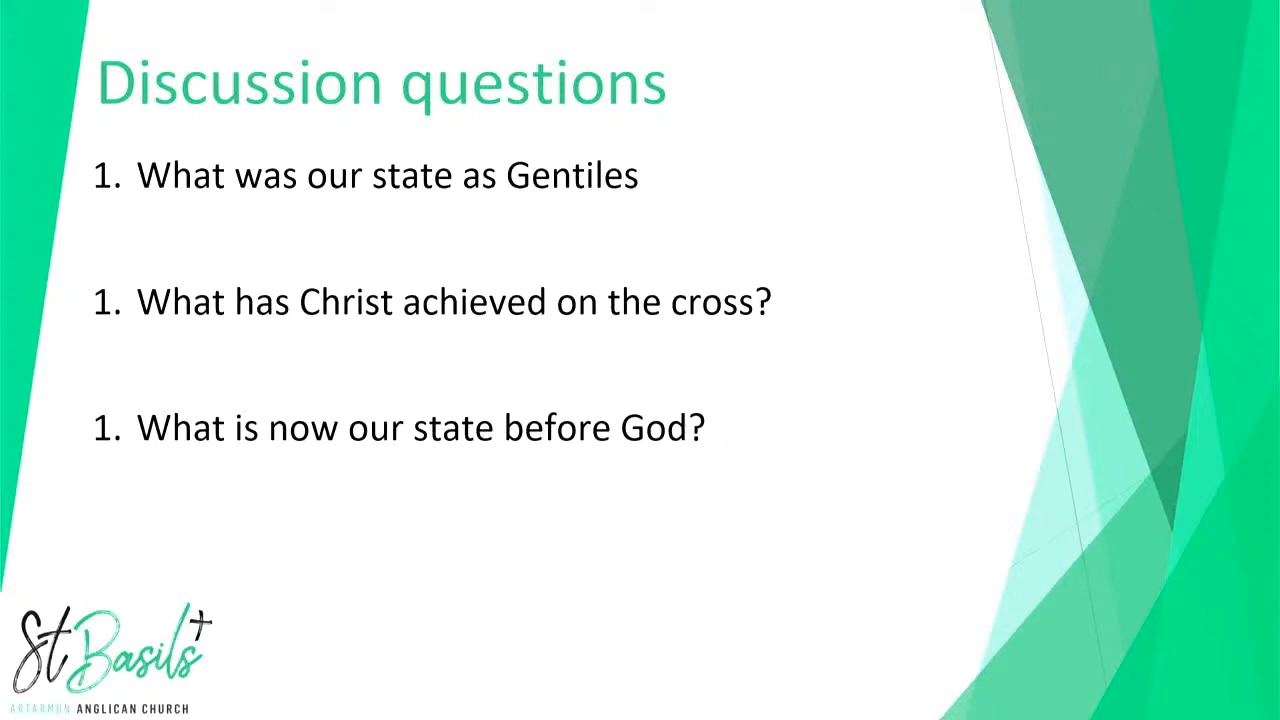 Discussion questions
1. What was our state as Gentiles
1. What has Christ achieved on the cross?
1. What is now our state before God?
St Basils
ARTARMON ANGLICAN CHURCH